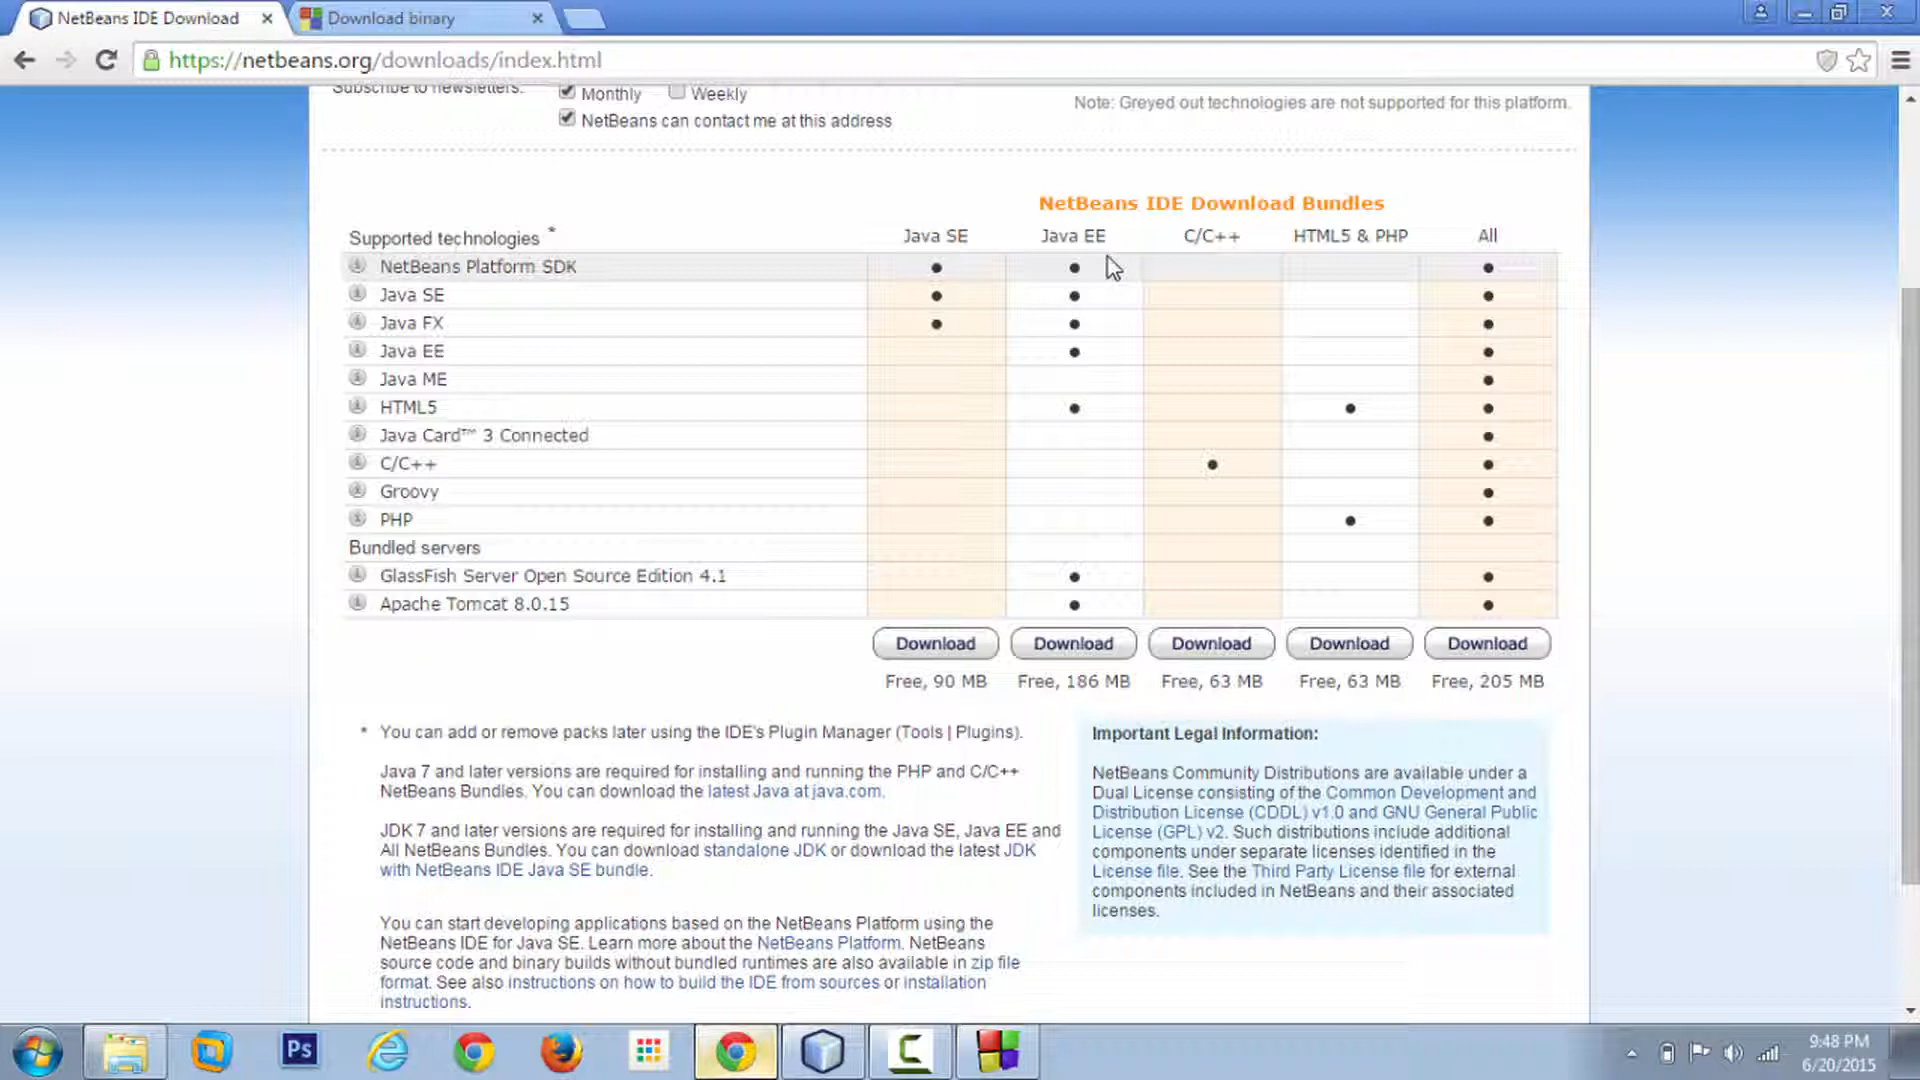 NetBeans IDE Download
Download binary
https://netbeans.org/downloads/index.html
Subscribe to newsletters:
Monthly
Weekly
Note: Greyed out technologies are not supported for this platform.
NetBeans can contact me at this address
NetBeans IDE Download Bundles
Supported technologies * Java SE Java EE C/C++ HTML5 & PHP All
NetBeans Platform SDK • • •
Java SE • • •
Java FX • • •
Java EE • •
Java ME •
HTML5 • • •
Java Card™ 3 Connected •
C/C++ • •
Groovy •
PHP • •
Bundled servers
GlassFish Server Open Source Edition 4.1 • •
Apache Tomcat 8.0.15 • •
Download Download Download Download Download
Free, 90 MB Free, 186 MB Free, 63 MB Free, 63 MB Free, 205 MB
* You can add or remove packs later using the IDE's Plugin Manager (Tools | Plugins).
Java 7 and later versions are required for installing and running the PHP and C/C++
NetBeans Bundles. You can download the latest Java at java.com.
JDK 7 and later versions are required for installing and running the Java SE, Java EE and
All NetBeans Bundles. You can download standalone JDK or download the latest JDK
with NetBeans IDE Java SE bundle.
You can start developing applications based on the NetBeans Platform using the
NetBeans IDE for Java SE. Learn more about the NetBeans Platform. NetBeans
source code and binary builds without bundled runtimes are also available in zip file
format. See also instructions on how to build the IDE from sources or installation
instructions.
Important Legal Information:
NetBeans Community Distributions are available under a
Dual License consisting of the Common Development and
Distribution License (CDDL) v1.0 and GNU General Public
License (GPL) v2. Such distributions include additional
components under separate licenses identified in the
License file. See the Third Party License file for external
components included in NetBeans and their associated
licenses.
Ps
9:48 PM
6/20/2015